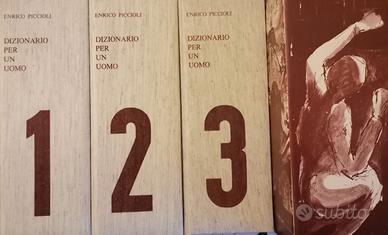 ENRICO PICCIOLI
DIZIONARIO
PER
UN
UOMO
1
ENRICO PICCIOLI
DIZIONARIO
PER
UN
UOMO
2
ENRICO PICCIOLI
DIZIONARIO
PER
UN
UOMO
3
subito